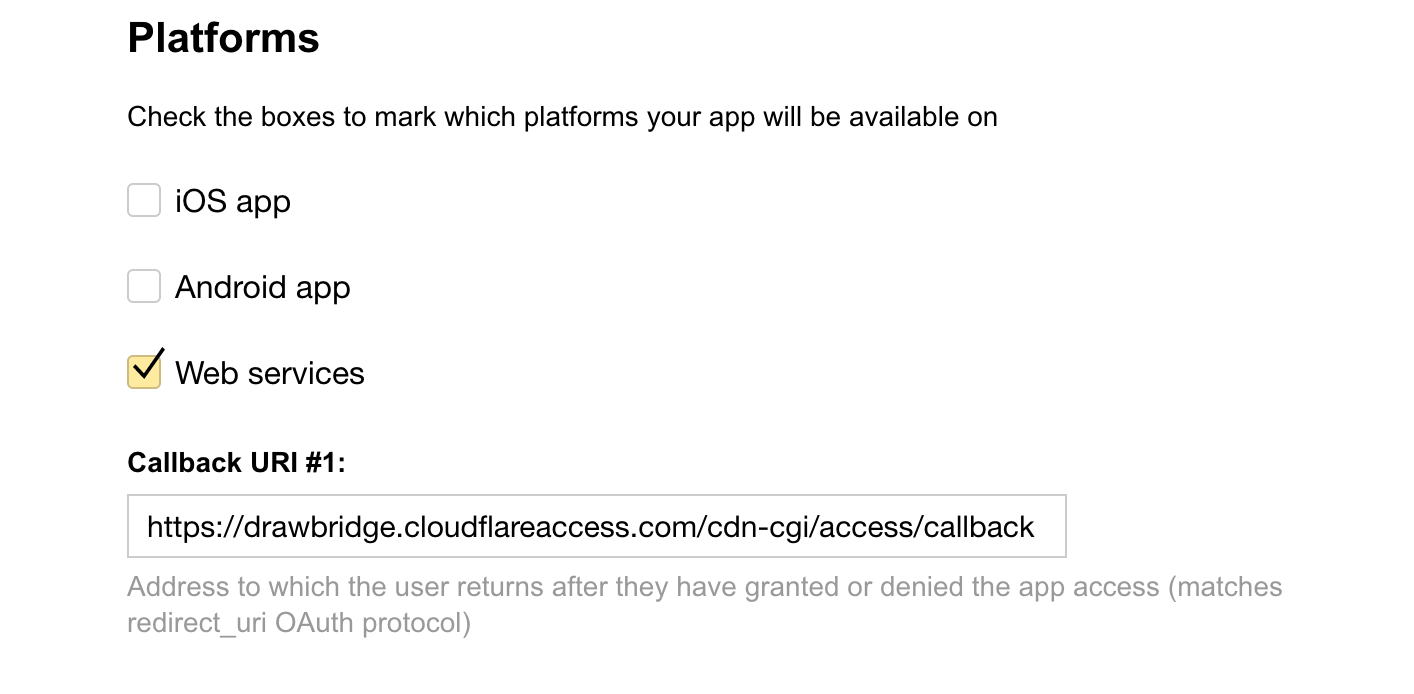 Platforms
Check the boxes to mark which platforms your app will be available on
iOS app
Android app
Web services
Callback URI #1:
https://drawbridge.cloudflareaccess.com/cdn-cgi/access/callback
Address to which the user returns after they have granted or denied the app access (matches
redirect_uri OAuth protocol)